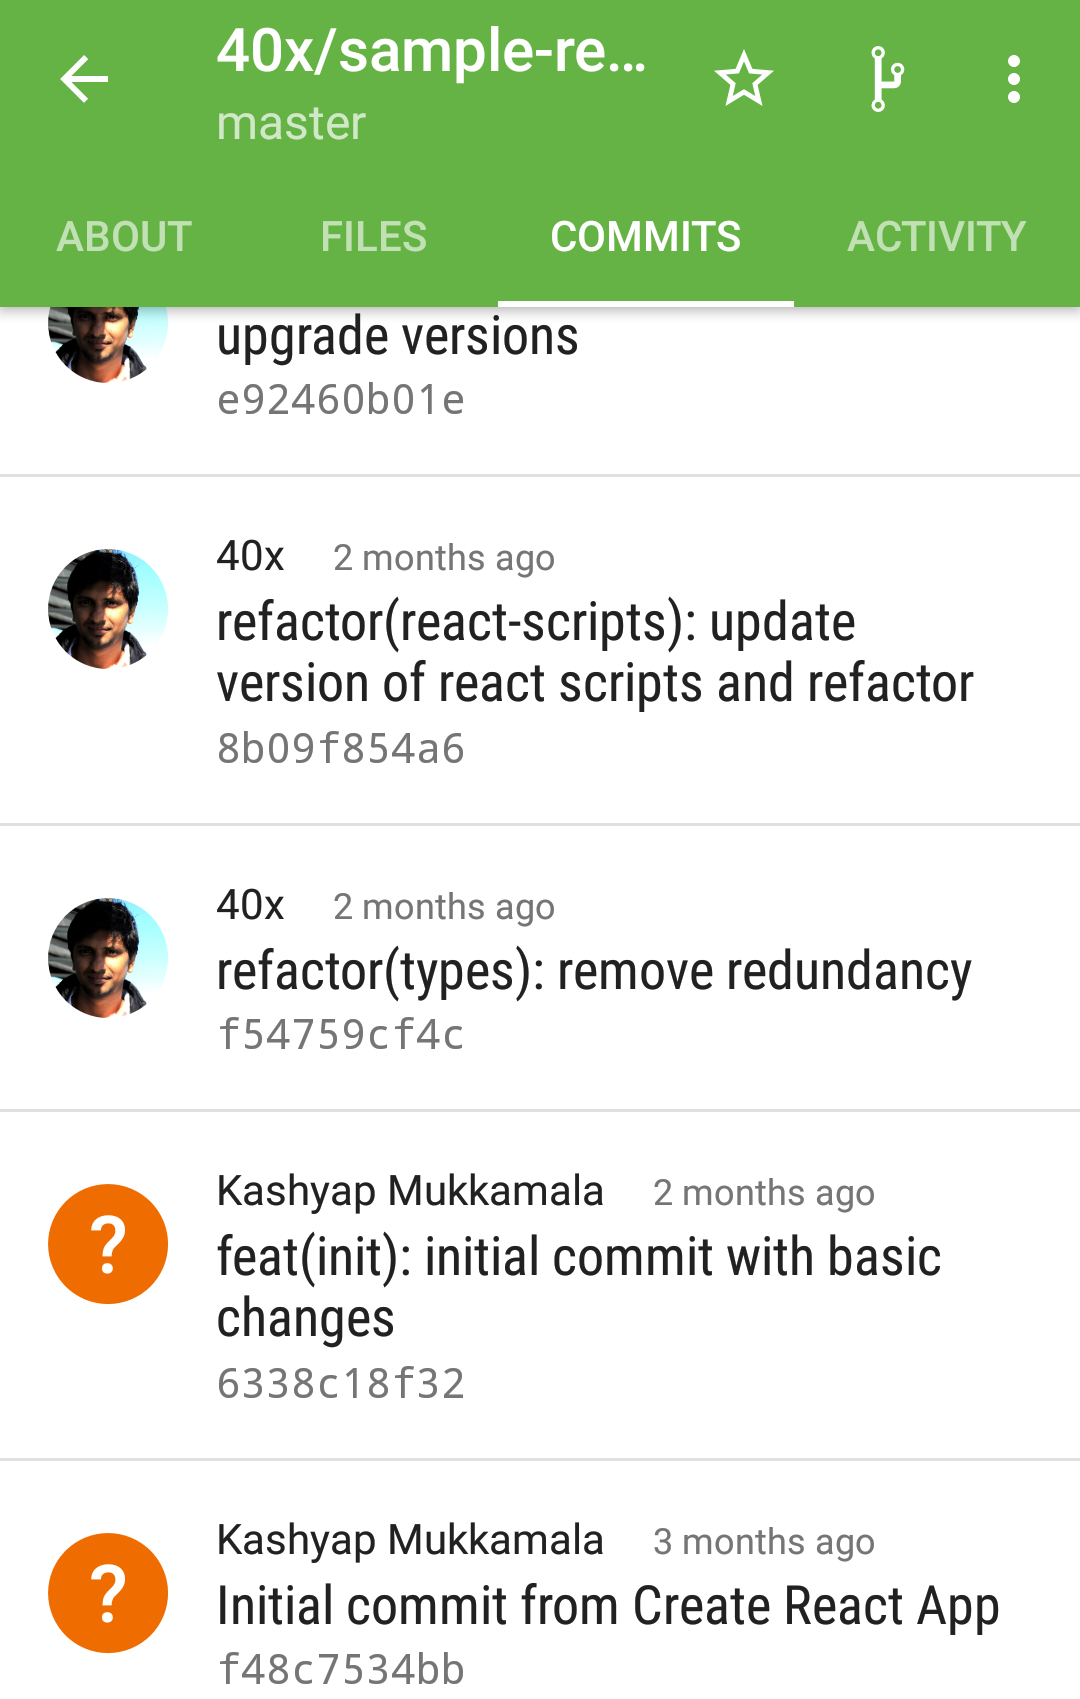 40x/sample-re...
master
ABOUT FILES COMMITS ACTIVITY
upgrade versions
e92460b01e
40x 2 months ago
refactor(react-scripts): update
version of react scripts and refactor
8b09f854a6
40x 2 months ago
refactor(types): remove redundancy
f54759cf4c
? Kashyap Mukkamala 2 months ago
feat(init): initial commit with basic
changes
6338c18f32
? Kashyap Mukkamala 3 months ago
Initial commit from Create React App
f48c7534bb